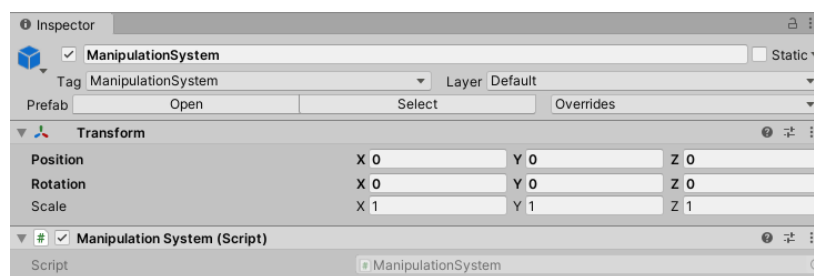 Inspector
ManipulationSystem Static
Tag ManipulationSystem Layer Default
Prefab Open Select Overrides
Transform
Position X 0 Y 0 Z 0
Rotation X 0 Y 0 Z 0
Scale X 1 Y 1 Z 1
# Manipulation System (Script)
Script ManipulationSystem